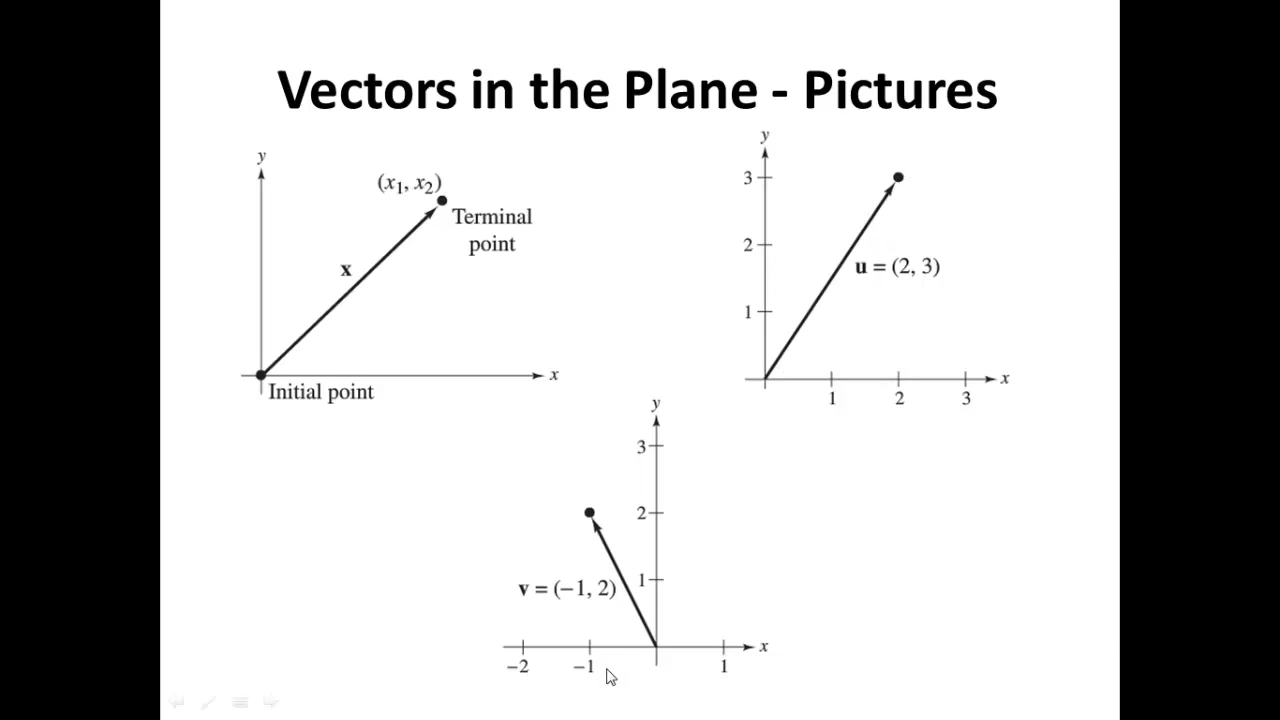 Vectors in the Plane - Pictures
y
(x₁, x₂)
Terminal
point
x
x
Initial point
y
3
2
1
u = (2, 3)
x
1 2 3
y
3
2
1
v = (−1, 2)
x
−2 −1 1